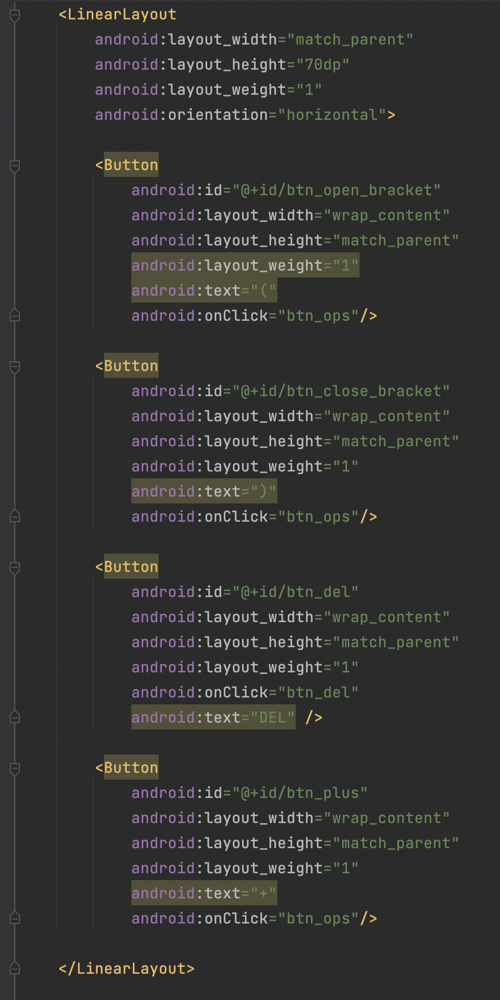 <LinearLayout
android:layout_width="match_parent"
android:layout_height="70dp"
android:layout_weight="1"
android:orientation="horizontal">
<Button
android:id="@+id/btn_open_bracket"
android:layout_width="wrap_content"
android:layout_height="match_parent"
android:layout_weight="1"
android:text="("
android:onClick="btn_ops"/>
<Button
android:id="@+id/btn_close_bracket"
android:layout_width="wrap_content"
android:layout_height="match_parent"
android:layout_weight="1"
android:text=")"
android:onClick="btn_ops"/>
<Button
android:id="@+id/btn_del"
android:layout_width="wrap_content"
android:layout_height="match_parent"
android:layout_weight="1"
android:onClick="btn_del"
android:text="DEL" />
<Button
android:id="@+id/btn_plus"
android:layout_width="wrap_content"
android:layout_height="match_parent"
android:layout_weight="1"
android:text="+"
android:onClick="btn_ops"/>
</LinearLayout>